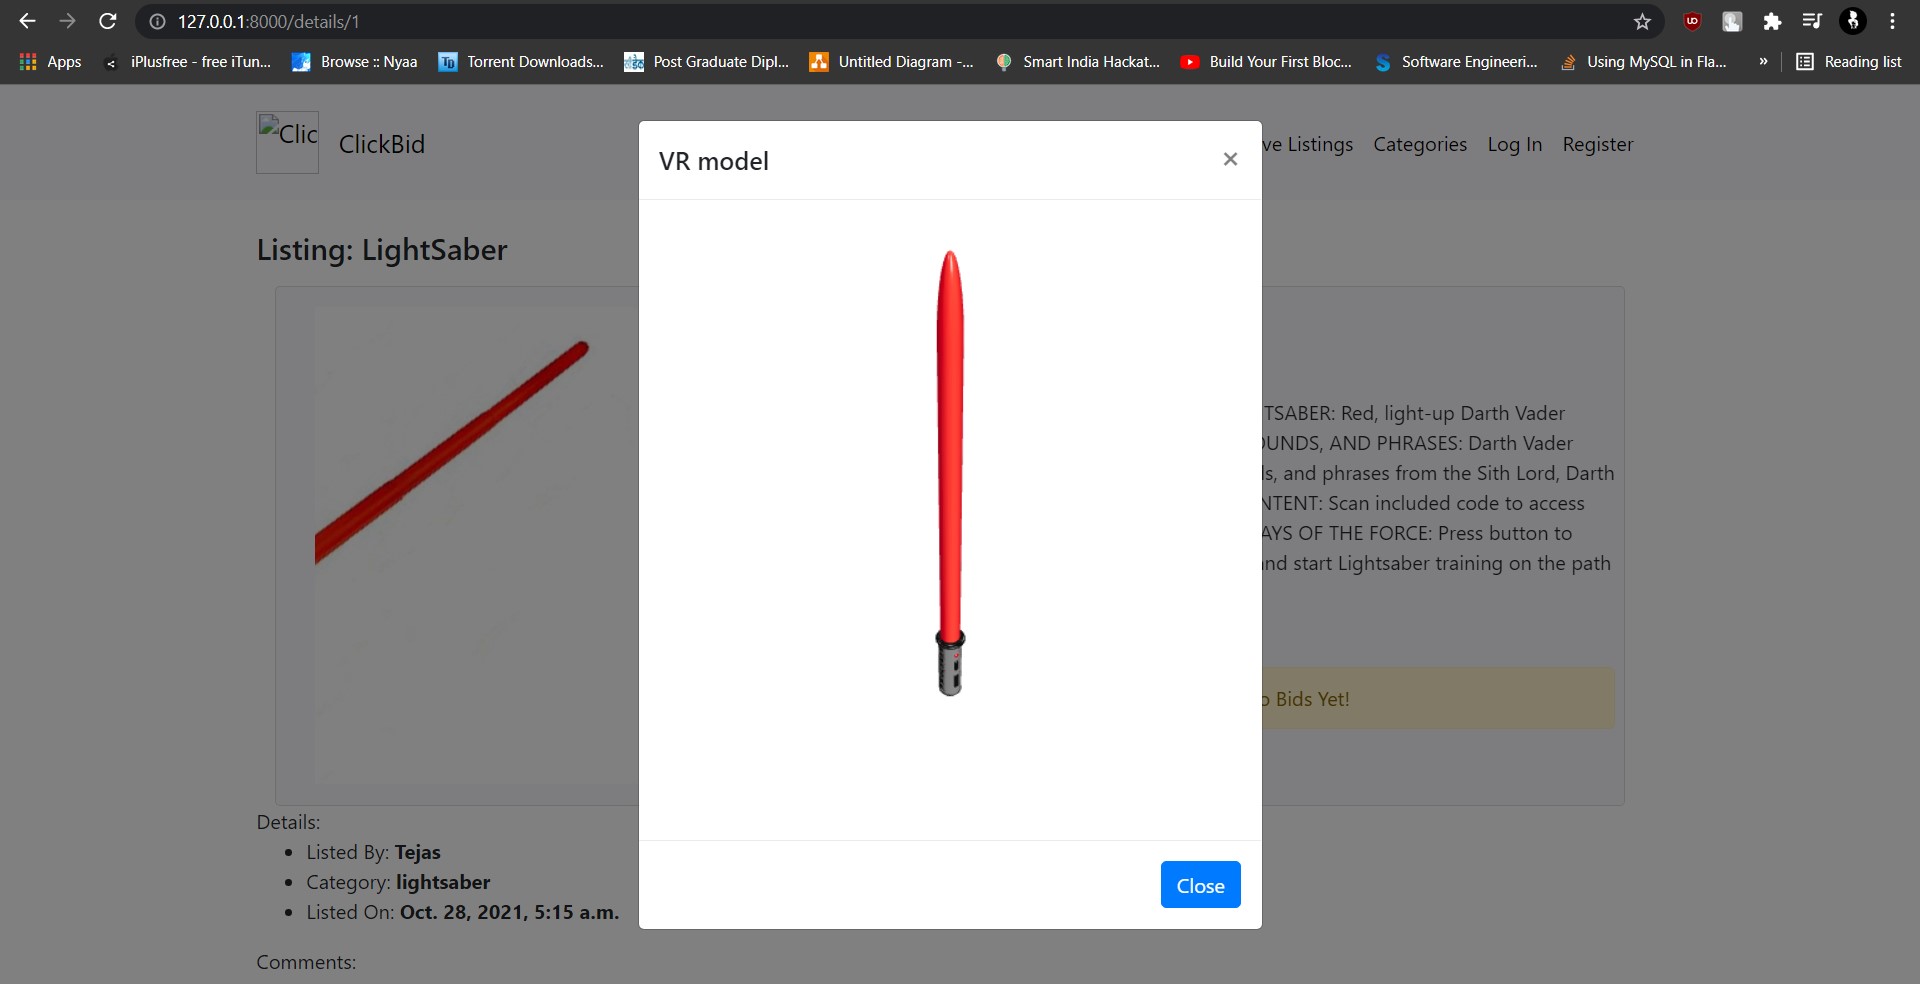 127.0.0.1:8000/details/1
Apps iPlusfree - free iTun... Browse :: Nyaa Torrent Downloads... Post Graduate Dipl... Untitled Diagram -... Smart India Hackat... Build Your First Bloc... Software Engineeri... Using MySQL in Fla... » Reading list
Clic ClickBid ve Listings Categories Log In Register
VR model ×
Listing: LightSaber
TSABER: Red, light-up Darth Vader
OUNDS, AND PHRASES: Darth Vader
ls, and phrases from the Sith Lord, Darth
NTENT: Scan included code to access
AYS OF THE FORCE: Press button to
and start Lightsaber training on the path
o Bids Yet!
Details:
Listed By: Tejas
Category: lightsaber
Listed On: Oct. 28, 2021, 5:15 a.m.
Close
Comments: